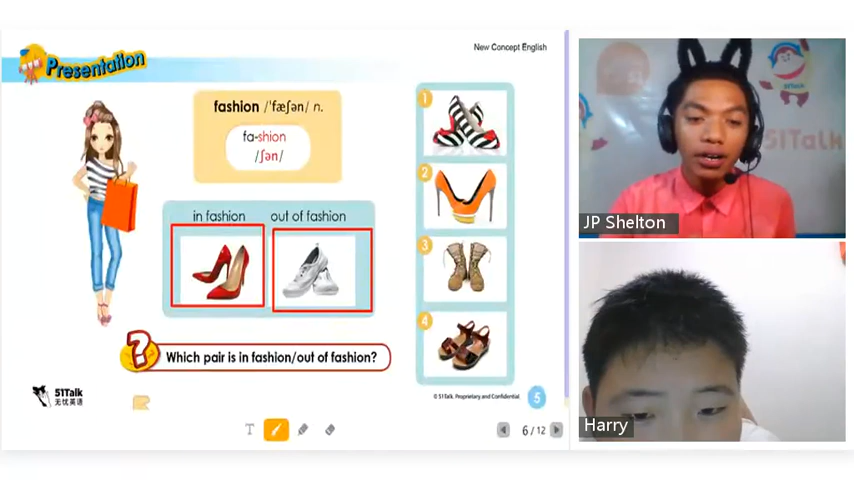 New Concept English
Presentation
fashion /ˈfæʃən/ n.
fa-shion
/ʃən/
in fashion out of fashion
1
2
3
4
? Which pair is in fashion/out of fashion?
51Talk
无忧英语
© 51Talk. Proprietary and Confidential
5
T
6 / 12
51Talk
JP Shelton
Harry